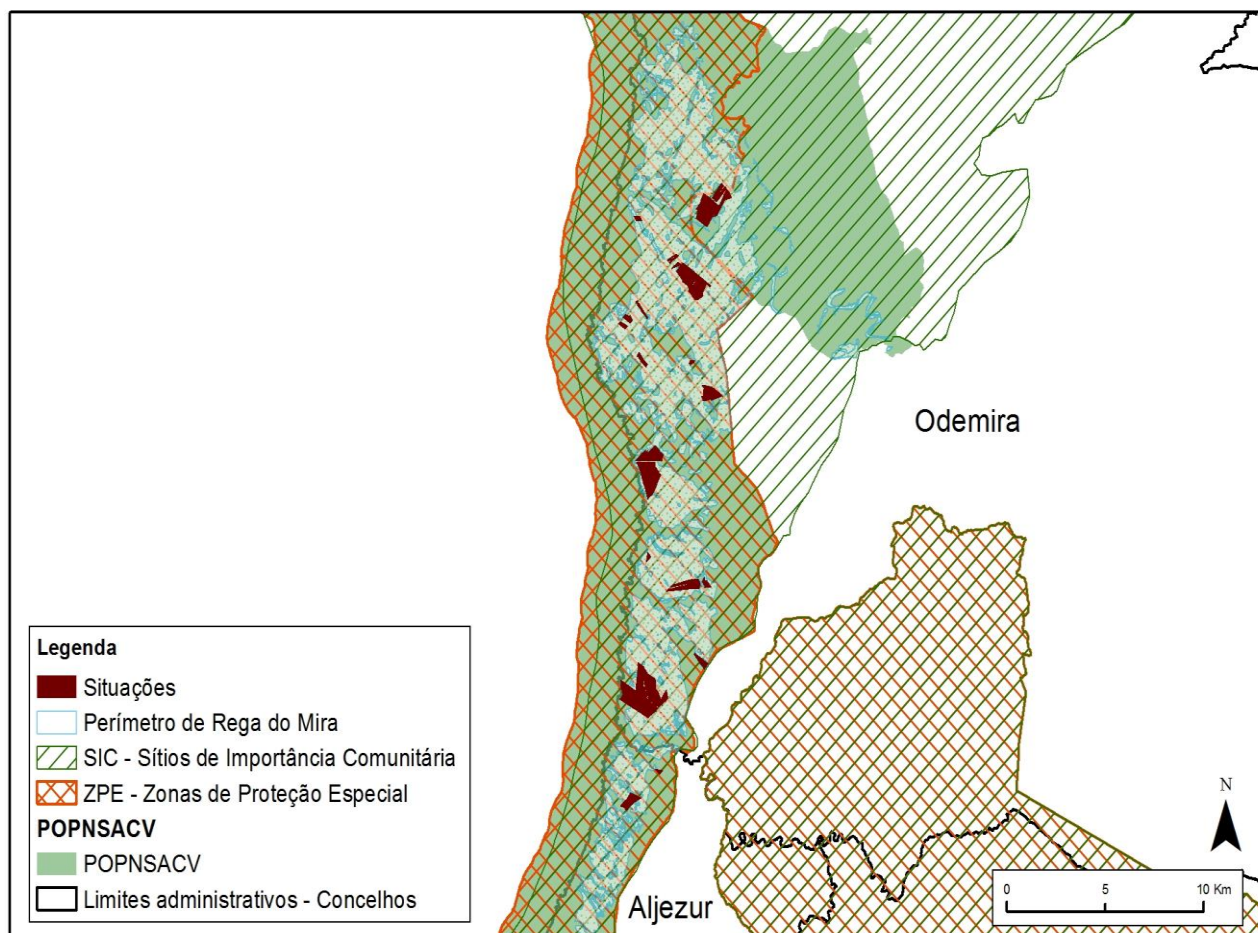 Odemira
Aljezur
Legenda
Situações
Perímetro de Rega do Mira
SIC - Sítios de Importância Comunitária
ZPE - Zonas de Proteção Especial
POPNSACV
POPNSACV
Limites administrativos - Concelhos
N
0 5 10 Km